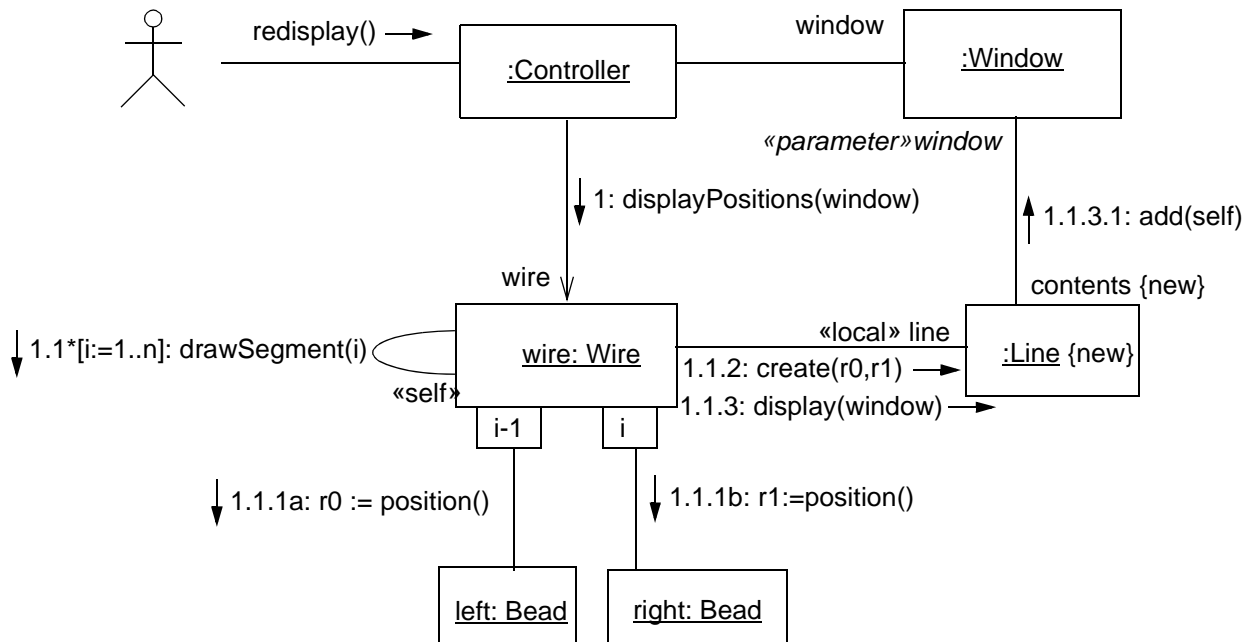 redisplay()
window
:Controller
:Window
«parameter»window
1: displayPositions(window)
1.1.3.1: add(self)
wire
contents {new}
1.1*[i:=1..n]: drawSegment(i)
wire: Wire
«local» line
:Line {new}
1.1.2: create(r0,r1)
«self»
1.1.3: display(window)
i-1
i
1.1.1a: r0 := position()
1.1.1b: r1:=position()
left: Bead
right: Bead